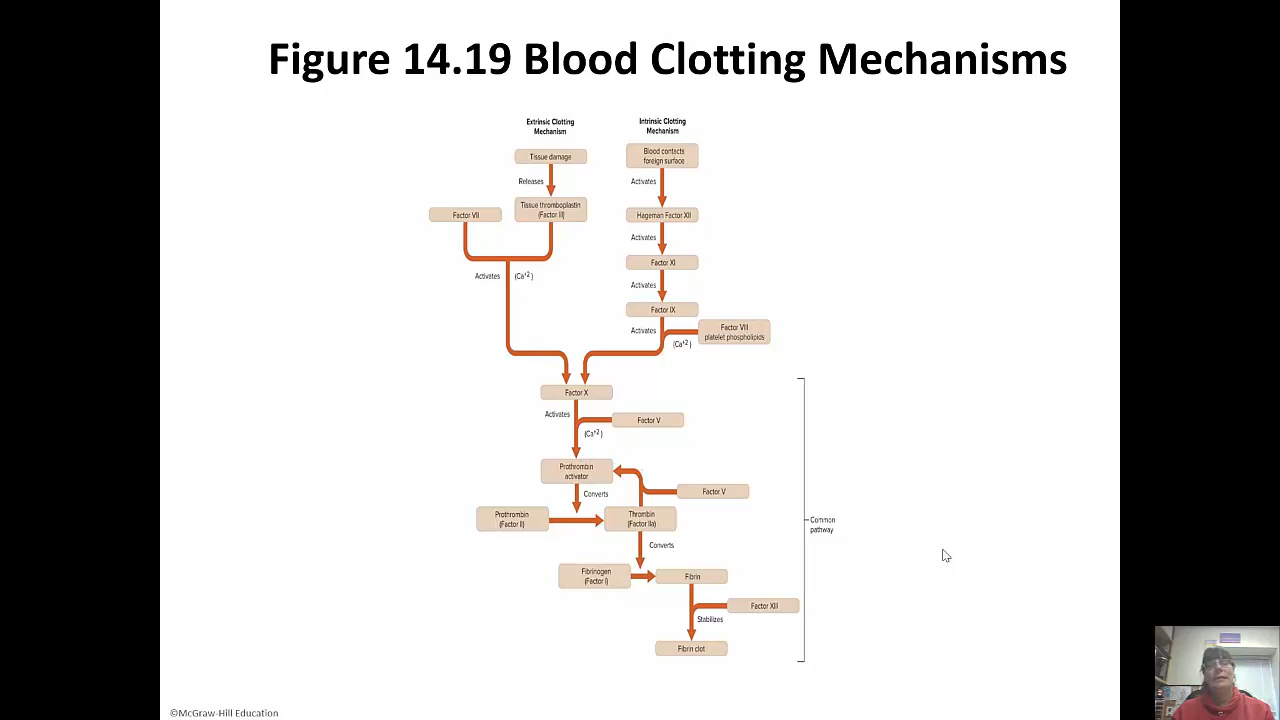 Figure 14.19 Blood Clotting Mechanisms
Extrinsic Clotting
Mechanism
Intrinsic Clotting
Mechanism
Tissue damage
Blood contacts
foreign surface
Releases
Activates
Factor VII
Tissue thromboplastin
(Factor III)
Hageman Factor XII
Activates
Factor XI
Activates
(Ca+2)
Activates
Factor IX
Activates
Factor VIII
platelet phospholipids
(Ca+2)
Factor X
Activates
Factor V
(Ca+2)
Prothrombin
activator
Converts
Factor V
Prothrombin
(Factor II)
Thrombin
(Factor IIa)
Common
pathway
Converts
Fibrinogen
(Factor I)
Fibrin
Factor XIII
Stabilizes
Fibrin clot
©McGraw-Hill Education